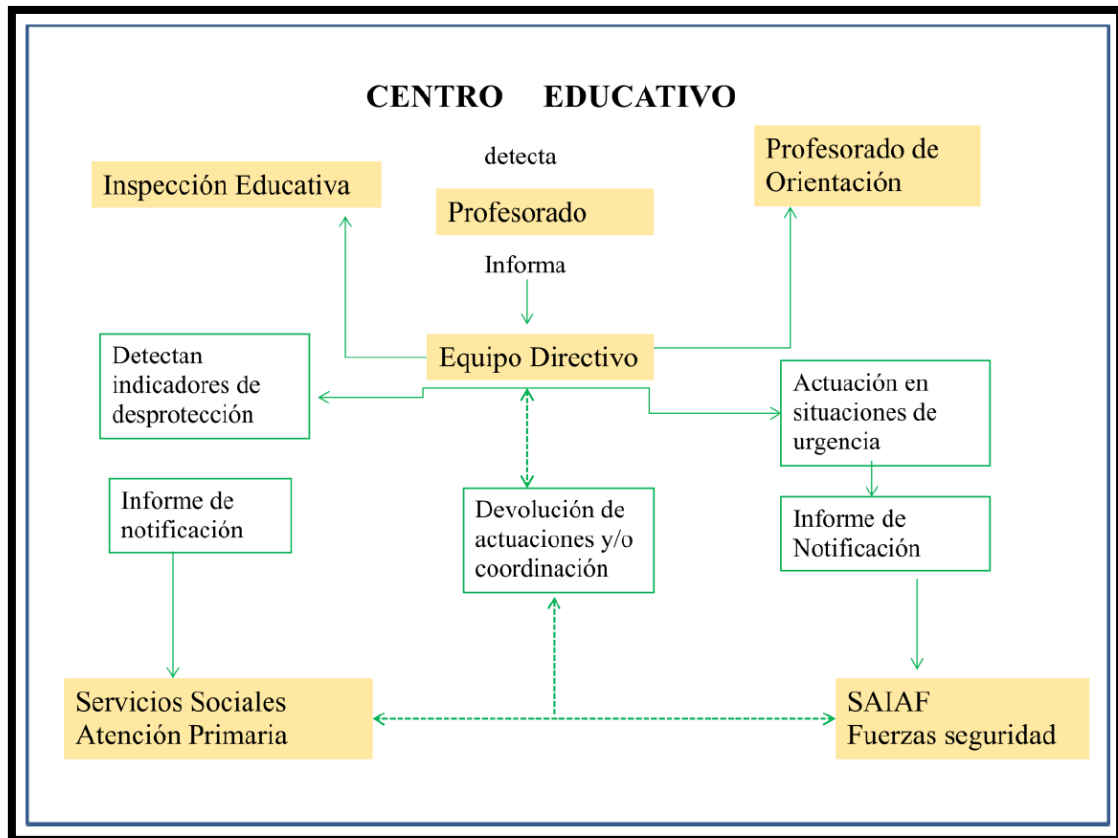 CENTRO EDUCATIVO
detecta
Inspección Educativa
Profesorado
Profesorado de
Orientación
Informa
Equipo Directivo
Detectan
indicadores de
desprotección
Actuación en
situaciones de
urgencia
Informe de
notificación
Devolución de
actuaciones y/o
coordinación
Informe de
Notificación
Servicios Sociales
Atención Primaria
SAIAF
Fuerzas seguridad